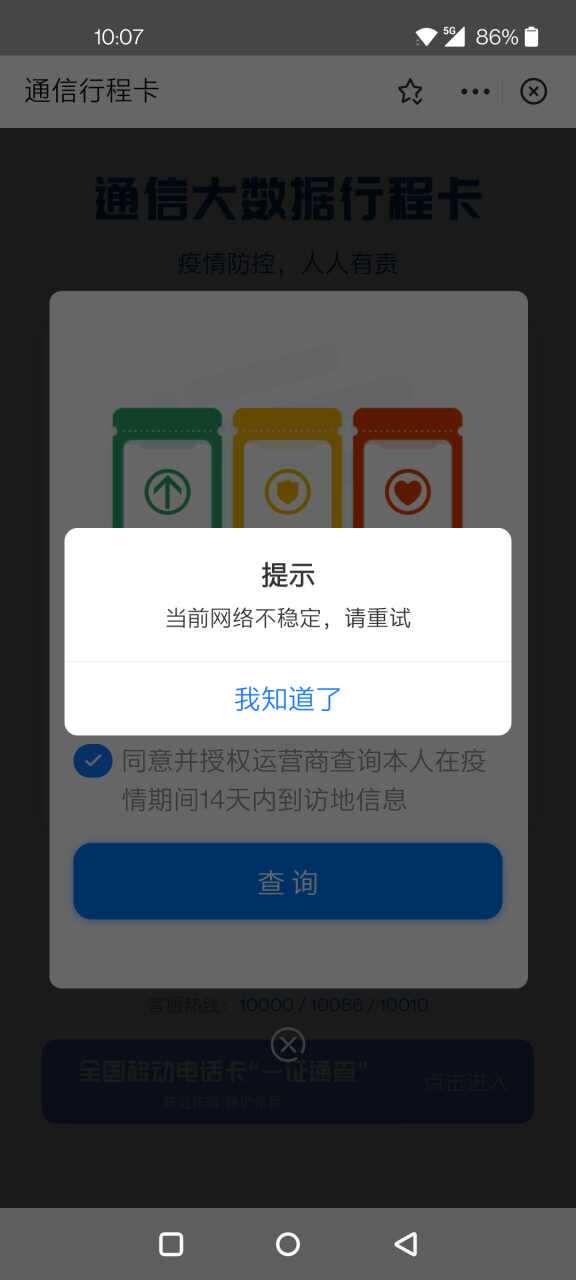 10:07
5G 86%
通信行程卡
通信大数据行程卡
疫情防控，人人有责
提示
当前网络不稳定，请重试
我知道了
同意并授权运营商查询本人在疫
情期间14天内到访地信息
查 询
客服热线：10000 / 10086 / 10010
全国移动电话卡“一证通查”
点击进入